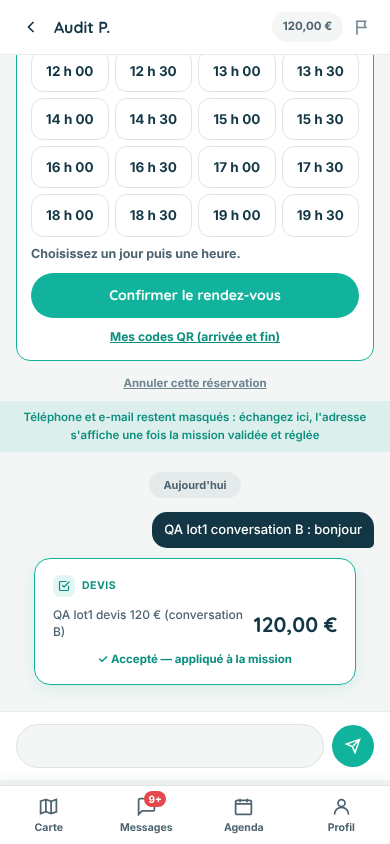 Audit P.
120,00 €
12 h 00 12 h 30 13 h 00 13 h 30
14 h 00 14 h 30 15 h 00 15 h 30
16 h 00 16 h 30 17 h 00 17 h 30
18 h 00 18 h 30 19 h 00 19 h 30
Choisissez un jour puis une heure.
Confirmer le rendez-vous
Mes codes QR (arrivée et fin)
Annuler cette réservation
Téléphone et e-mail restent masqués : échangez ici, l'adresse
s'affiche une fois la mission validée et réglée
Aujourd'hui
QA lot1 conversation B : bonjour
DEVIS
QA lot1 devis 120 € (conversation
B)
120,00 €
✓ Accepté — appliqué à la mission
9+
Carte Messages Agenda Profil